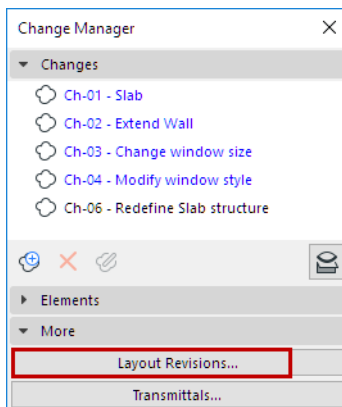 Change Manager
Changes
Ch-01 - Slab
Ch-02 - Extend Wall
Ch-03 - Change window size
Ch-04 - Modify window style
Ch-06 - Redefine Slab structure
Elements
More
Layout Revisions...
Transmittals...